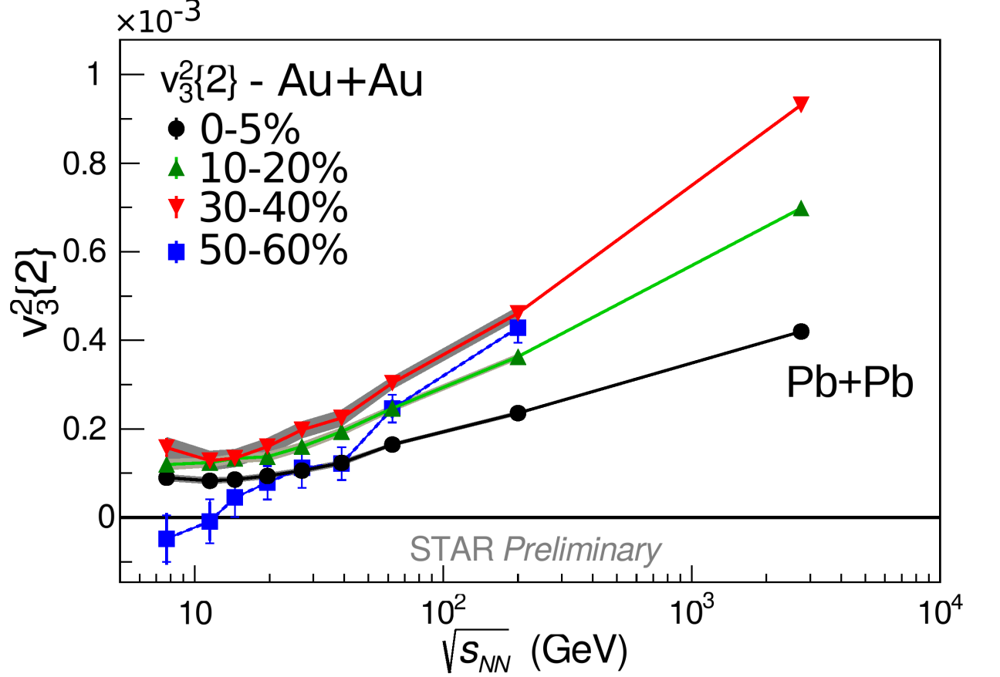 ×10⁻³
v₃²{2} - Au+Au
0-5%
10-20%
30-40%
50-60%
1
0.8
0.6
0.4
0.2
0
v₃²{2}
Pb+Pb
STAR Preliminary
10 10² 10³ 10⁴
√s_NN (GeV)